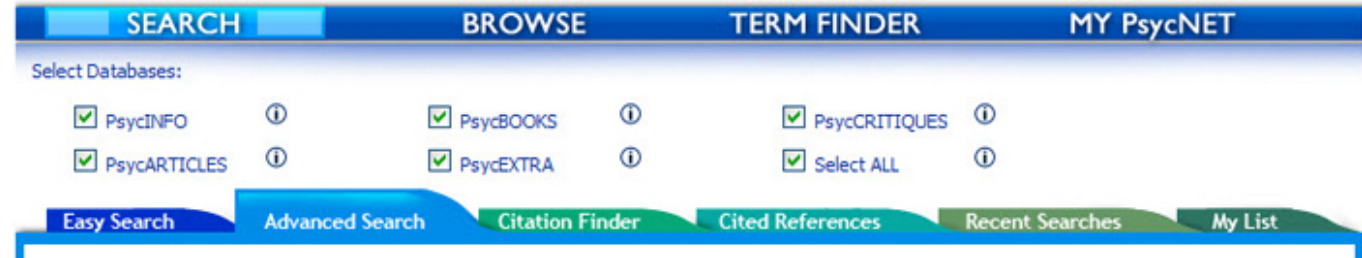 SEARCH BROWSE TERM FINDER MY PsycNET
Select Databases:
PsycINFO PsycBOOKS PsycCRITIQUES
PsycARTICLES PsycEXTRA Select ALL
Easy Search Advanced Search Citation Finder Cited References Recent Searches My List